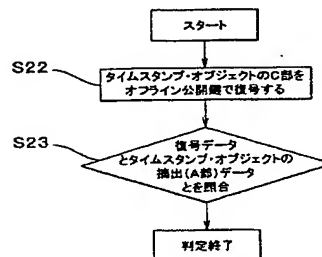 スタート
S22
タイムスタンプ・オブジェクトのC部を
オフライン公開鍵で復号する
S23
復号データ
とタイムスタンプ・オブジェクトの
摘出(A部)データ
とを照合
判定終了